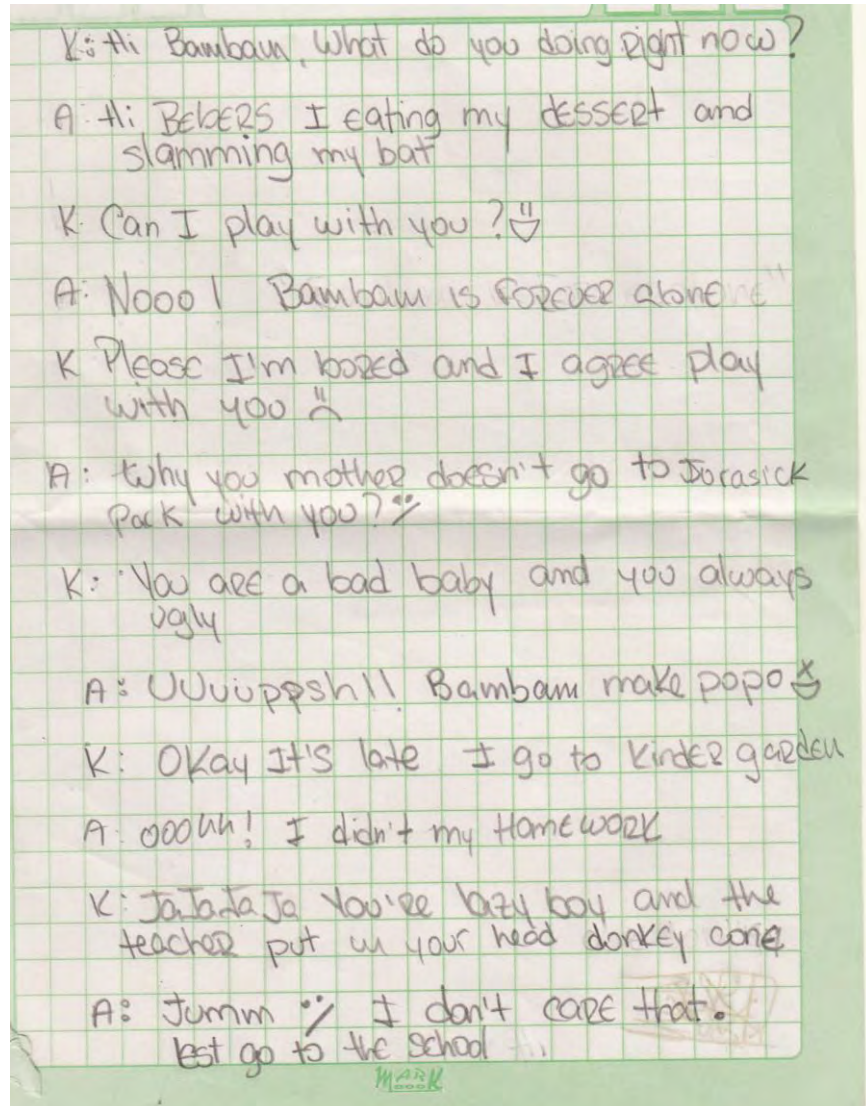 K: Hi Bambam, What do you doing Right now?
A: Hi BEbERS I Eating my dESSERt and
slamming my bat
K. Can I play with you?
A: Nooo! Bambam is FOREVER alone
K Please I'm boRed and I agREE play
with you
A: Why you motheR doesn't go to Jurasick
Pack with you?
K: You aRE a bad baby and you always
ugly
A: UUuuppsh!! Bambam make popo
K: OKay It's late I go to kindER gaRden
A: ooohh! I didn't my HomEwoRK
K: JaJaJaJa You'Re lazy boy and the
teacheR put in your head donkEy conE
A: Jumm I don't caRE that.
lest go to thE School
MARK